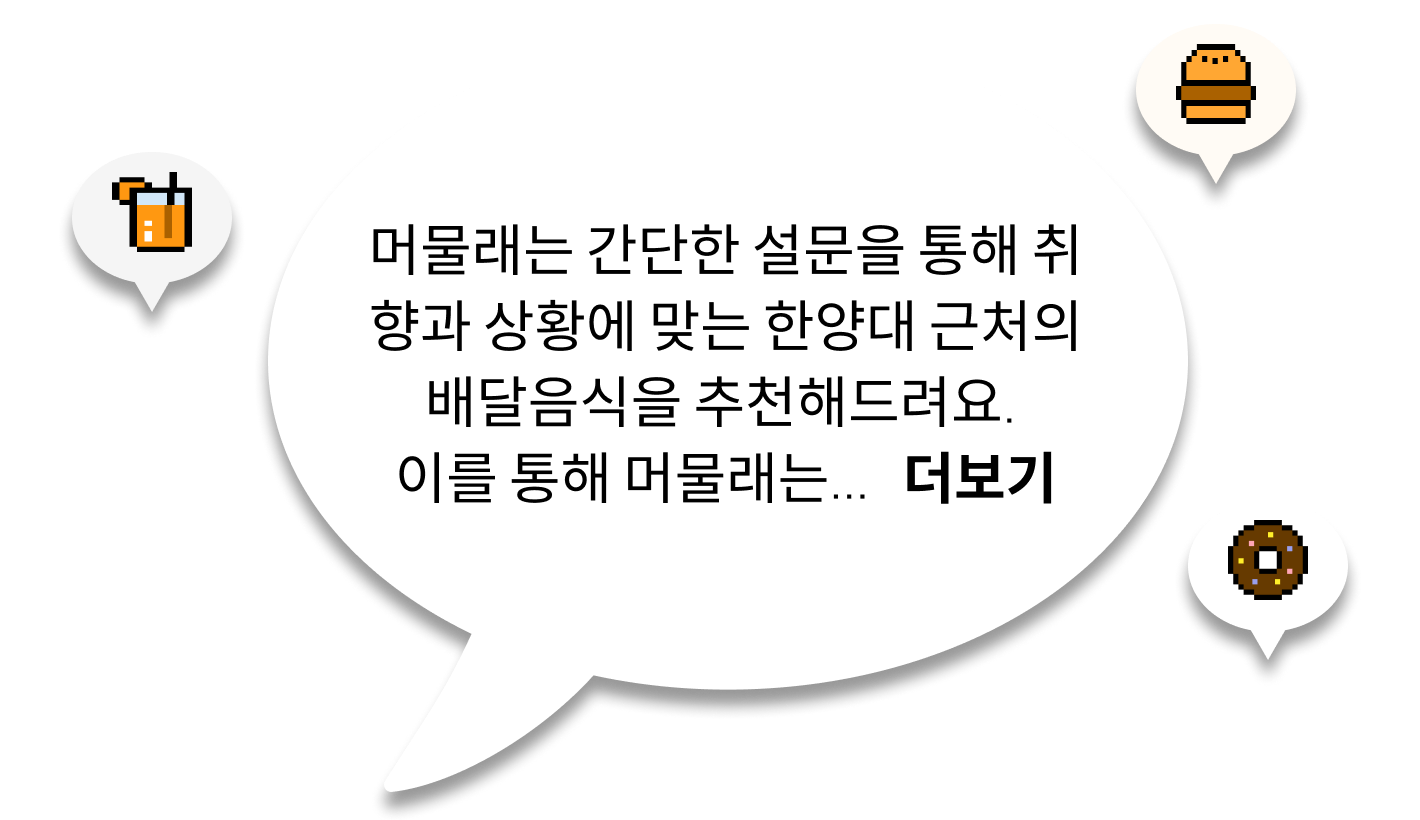 머물래는 간단한 설문을 통해 취
향과 상황에 맞는 한양대 근처의
배달음식을 추천해드려요.
이를 통해 머물래는... 더보기